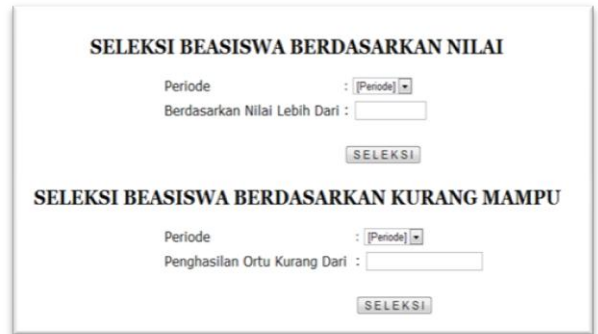 SELEKSI BEASISWA BERDASARKAN NILAI
Periode : [Periode]
Berdasarkan Nilai Lebih Dari :
SELEKSI
SELEKSI BEASISWA BERDASARKAN KURANG MAMPU
Periode : [Periode]
Penghasilan Ortu Kurang Dari :
SELEKSI